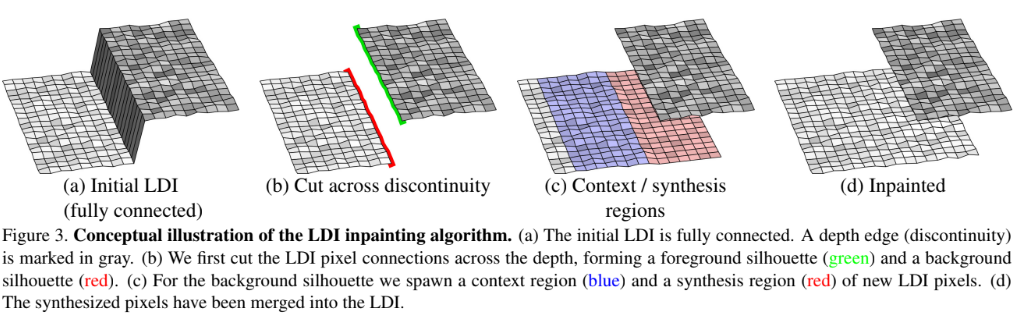 (a) Initial LDI
(fully connected)
(b) Cut across discontinuity
(c) Context / synthesis
regions
(d) Inpainted
Figure 3. Conceptual illustration of the LDI inpainting algorithm. (a) The initial LDI is fully connected. A depth edge (discontinuity)
is marked in gray. (b) We first cut the LDI pixel connections across the depth, forming a foreground silhouette (green) and a background
silhouette (red). (c) For the background silhouette we spawn a context region (blue) and a synthesis region (red) of new LDI pixels. (d)
The synthesized pixels have been merged into the LDI.